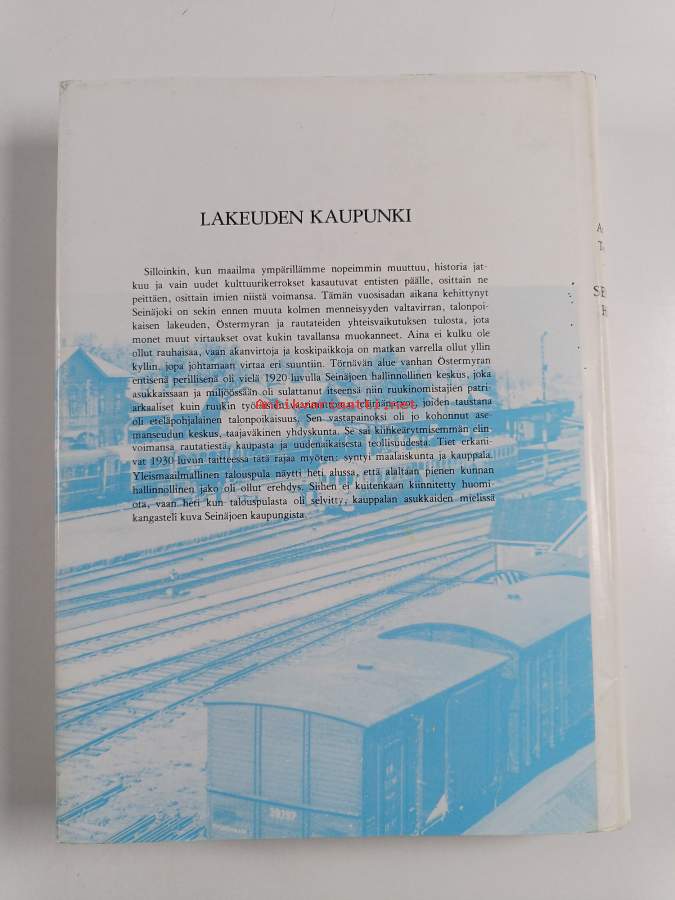 LAKEUDEN KAUPUNKI
Silloinkin, kun maailma ympärillämme nopeimmin muuttuu, historia jat-
kuu ja vain uudet kulttuurikerrokset kasautuvat entisten päälle, osittain ne
peittäen, osittain imien niistä voimansa. Tämän vuosisadan aikana kehittynyt
Seinäjoki on sekin ennen muuta kolmen menneisyyden valtavirran, talonpoi-
kaisen lakeuden, Östermyran ja rautateiden yhteisvaikutuksen tulosta, jota
monet muut virtaukset ovat kukin tavallansa muokanneet. Aina ei kulku ole
ollut rauhaisaa, vaan akanvirtoja ja koskipaikkoja on matkan varrella ollut yllin
kyllin, jopa johtamaan virtaa eri suuntiin. Törnävän alue vanhan Östermyran
entisenä perillisenä oli vielä 1920-luvulla Seinäjoen hallinnollinen keskus, joka
asukkaissaan ja miljöössään oli sulattanut itseensä niin ruukinomistajien patri-
arkaaliset kuin ruukin työväen luvanomaiset elämäntavat, joiden taustana
oli eteläpohjalainen talonpoikaisuus. Sen vastapainoksi oli jo kohonnut ase-
manseudun keskus, taajaväkinen yhdyskunta. Se sai kiihkeärytmisemmän elin-
voimansa rautatiestä, kaupasta ja uudenaikaisesta teollisuudesta. Tiet erkani-
vat 1930-luvun taitteessa tätä rajaa myöten: syntyi maalaiskunta ja kauppala.
Yleismaailmallinen talouspula näytti heti alussa, että alaltaan pienen kunnan
hallinnollinen jako oli ollut erehdys. Siihen ei kuitenkaan kiinnitetty huomi-
ota, vaan heti kun talouspulasta oli selvitty, kauppalan asukkaiden mielissä
kangasteli kuva Seinäjoen kaupungista.
39797